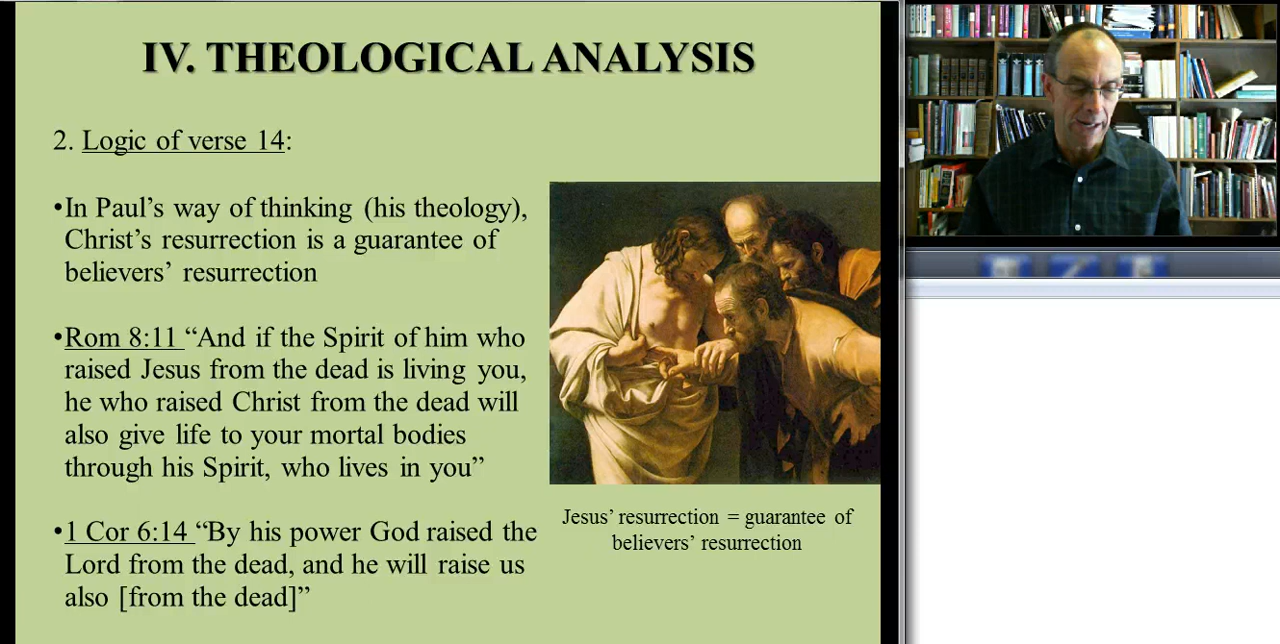 IV. THEOLOGICAL ANALYSIS
2. Logic of verse 14:
•In Paul’s way of thinking (his theology),
Christ’s resurrection is a guarantee of
believers’ resurrection
•Rom 8:11 “And if the Spirit of him who
raised Jesus from the dead is living you,
he who raised Christ from the dead will
also give life to your mortal bodies
through his Spirit, who lives in you”
•1 Cor 6:14 “By his power God raised the
Lord from the dead, and he will raise us
also [from the dead]”
Jesus’ resurrection = guarantee of
believers’ resurrection